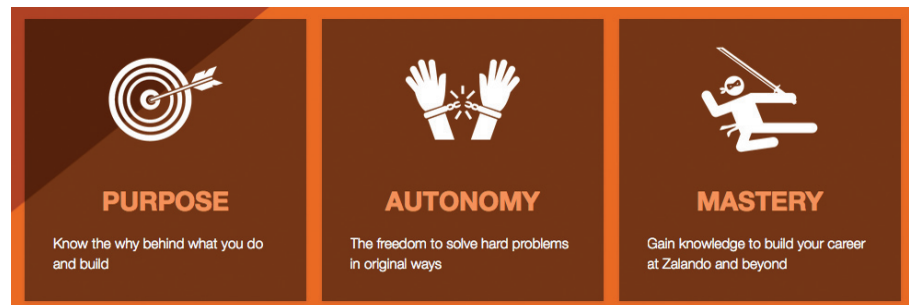 PURPOSE
Know the why behind what you do
and build
AUTONOMY
The freedom to solve hard problems
in original ways
MASTERY
Gain knowledge to build your career
at Zalando and beyond